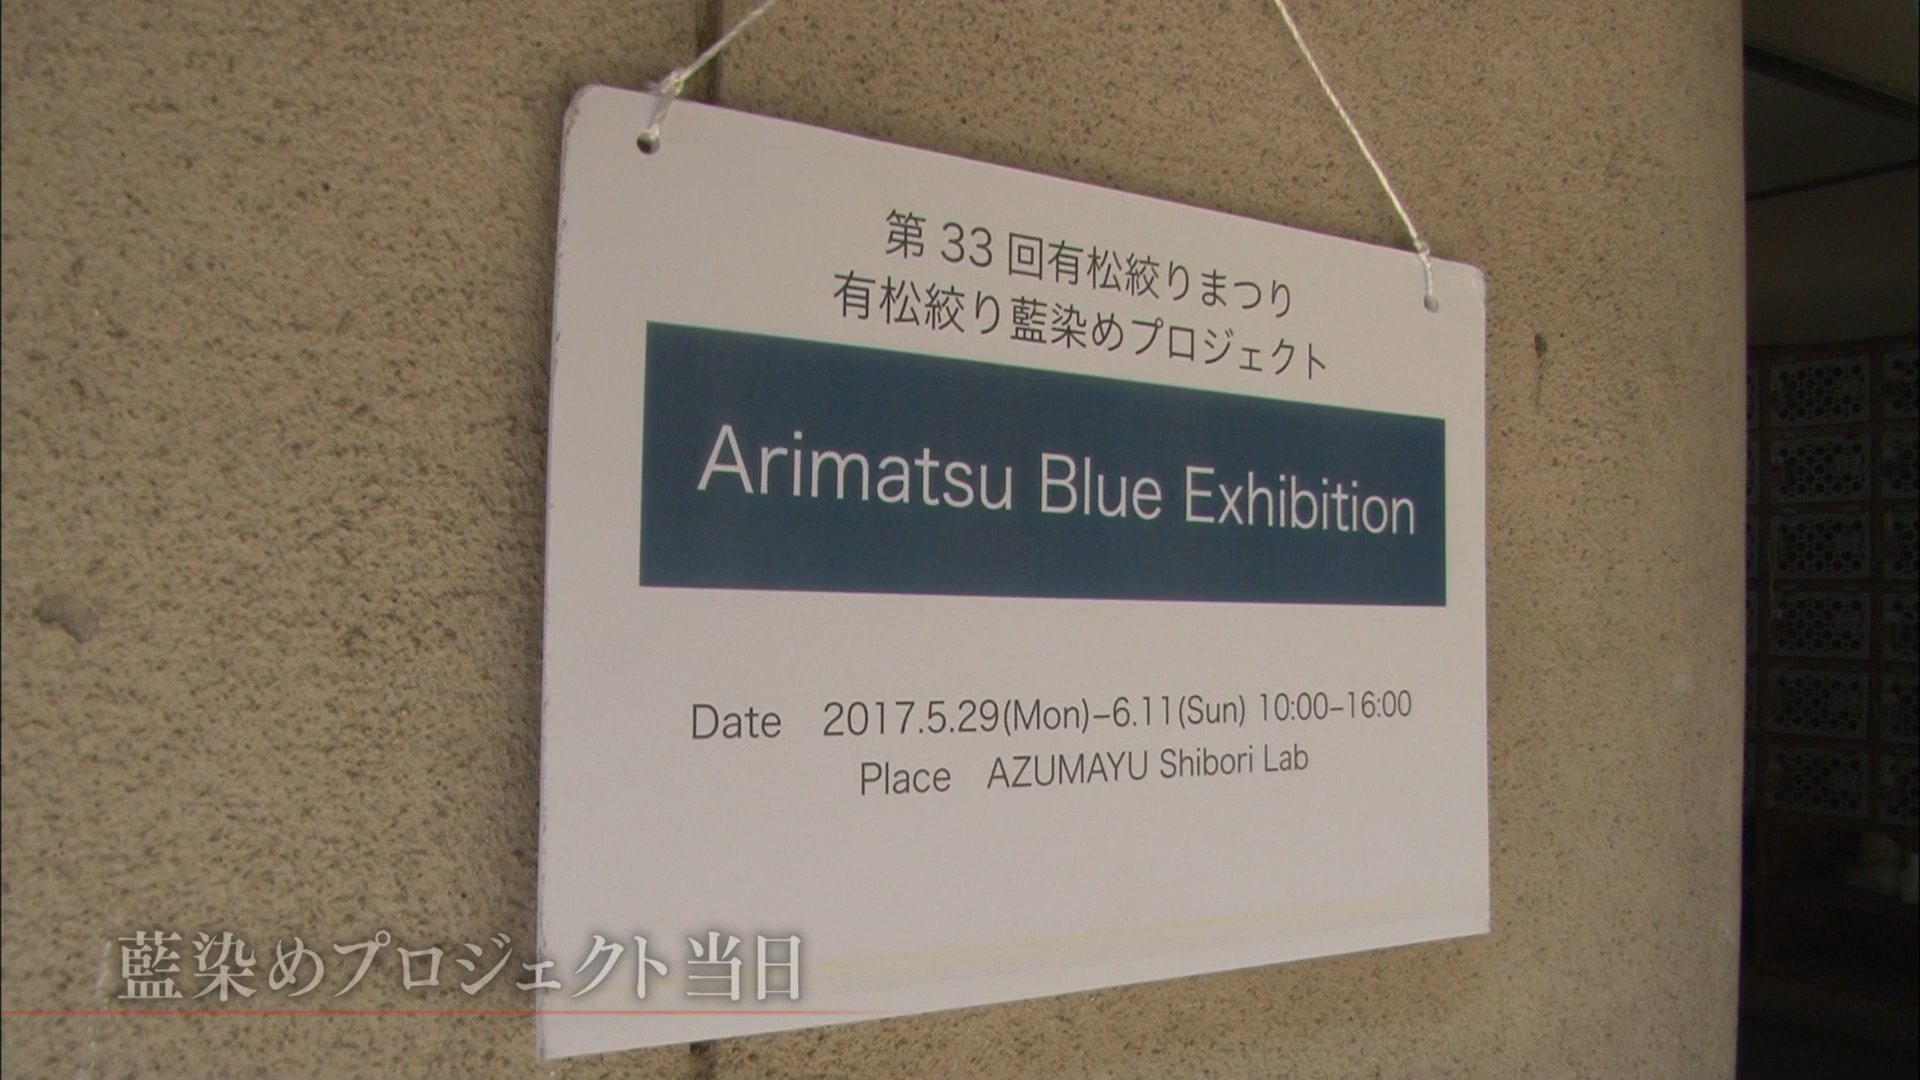 第33回有松絞りまつり
有松絞り藍染めプロジェクト
Arimatsu Blue Exhibition
Date 2017.5.29(Mon)–6.11(Sun) 10:00–16:00
Place AZUMAYU Shibori Lab
藍染めプロジェクト当日